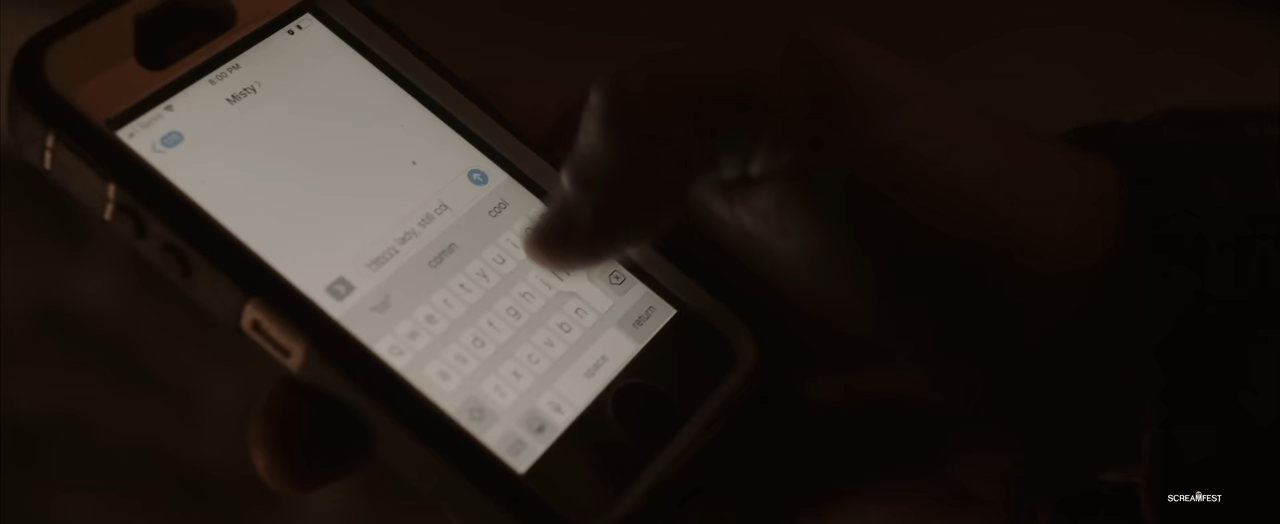 8:00 PM
Misty
lady, still co
comin
cool
w e r t y u i
a s d f g h j
z x c v b n
space
return
SCREAMFEST